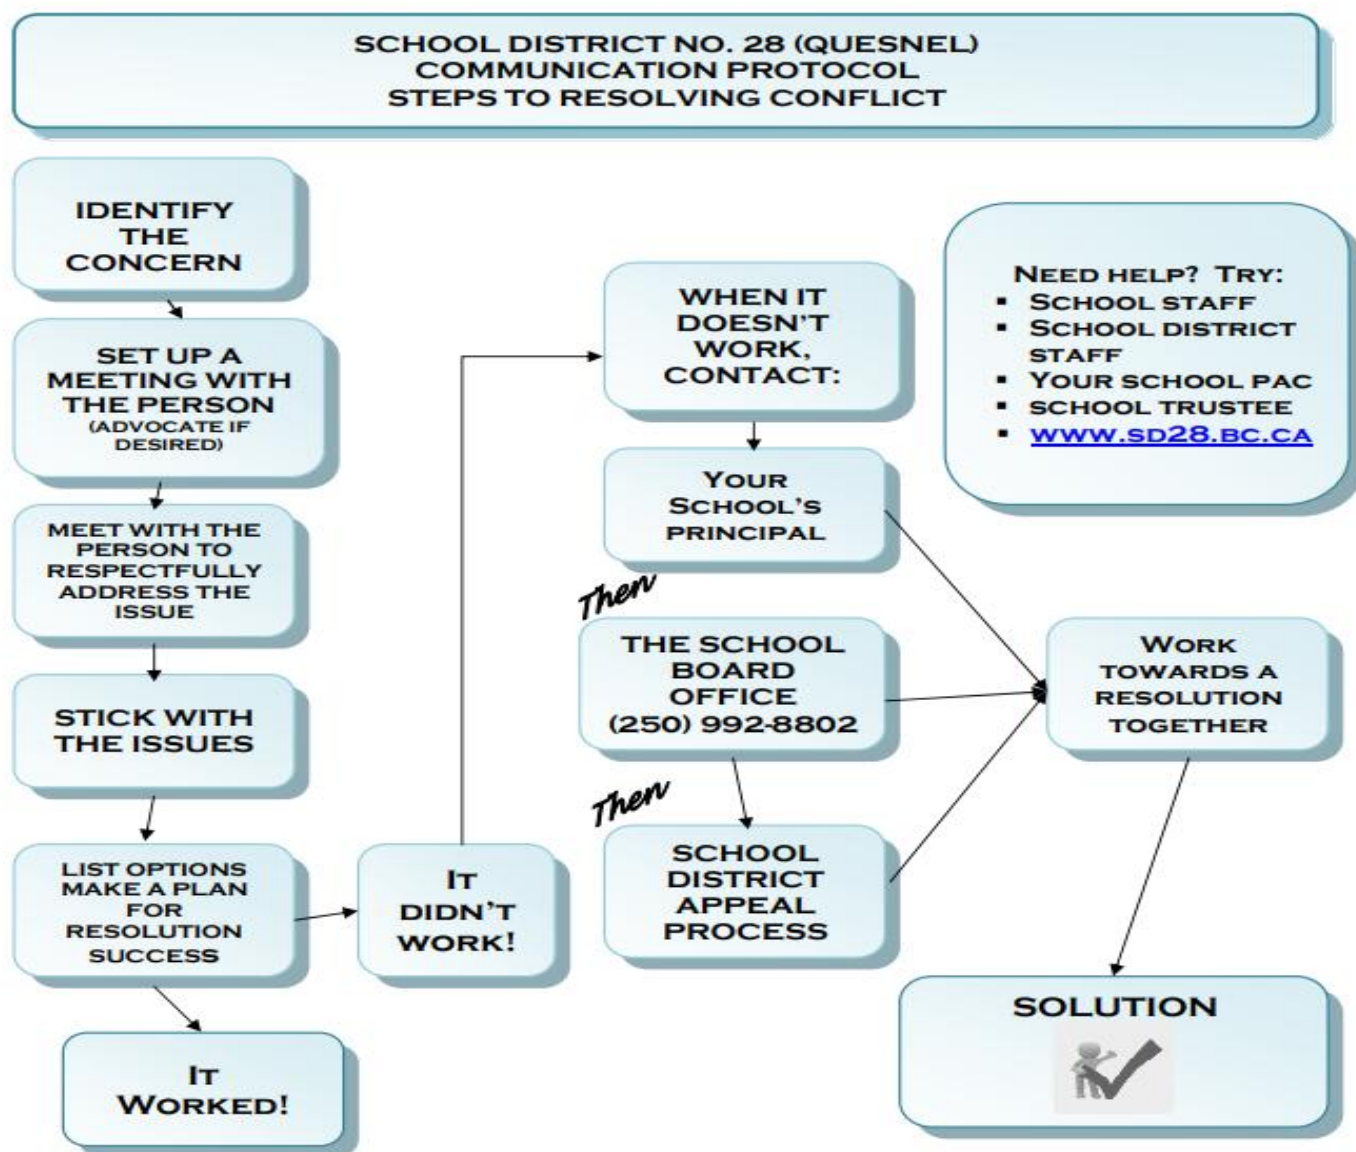 SCHOOL DISTRICT NO. 28 (QUESNEL)
COMMUNICATION PROTOCOL
STEPS TO RESOLVING CONFLICT
IDENTIFY
THE
CONCERN
SET UP A
MEETING WITH
THE PERSON
(ADVOCATE IF
DESIRED)
MEET WITH THE
PERSON TO
RESPECTFULLY
ADDRESS THE
ISSUE
STICK WITH
THE ISSUES
LIST OPTIONS
MAKE A PLAN
FOR
RESOLUTION
SUCCESS
IT
WORKED!
IT
DIDN'T
WORK!
WHEN IT
DOESN'T
WORK,
CONTACT:
YOUR
SCHOOL'S
PRINCIPAL
Then
THE SCHOOL
BOARD
OFFICE
(250) 992-8802
Then
SCHOOL
DISTRICT
APPEAL
PROCESS
NEED HELP? TRY:
▪ SCHOOL STAFF
▪ SCHOOL DISTRICT
STAFF
▪ YOUR SCHOOL PAC
▪ SCHOOL TRUSTEE
▪ WWW.SD28.BC.CA
WORK
TOWARDS A
RESOLUTION
TOGETHER
SOLUTION